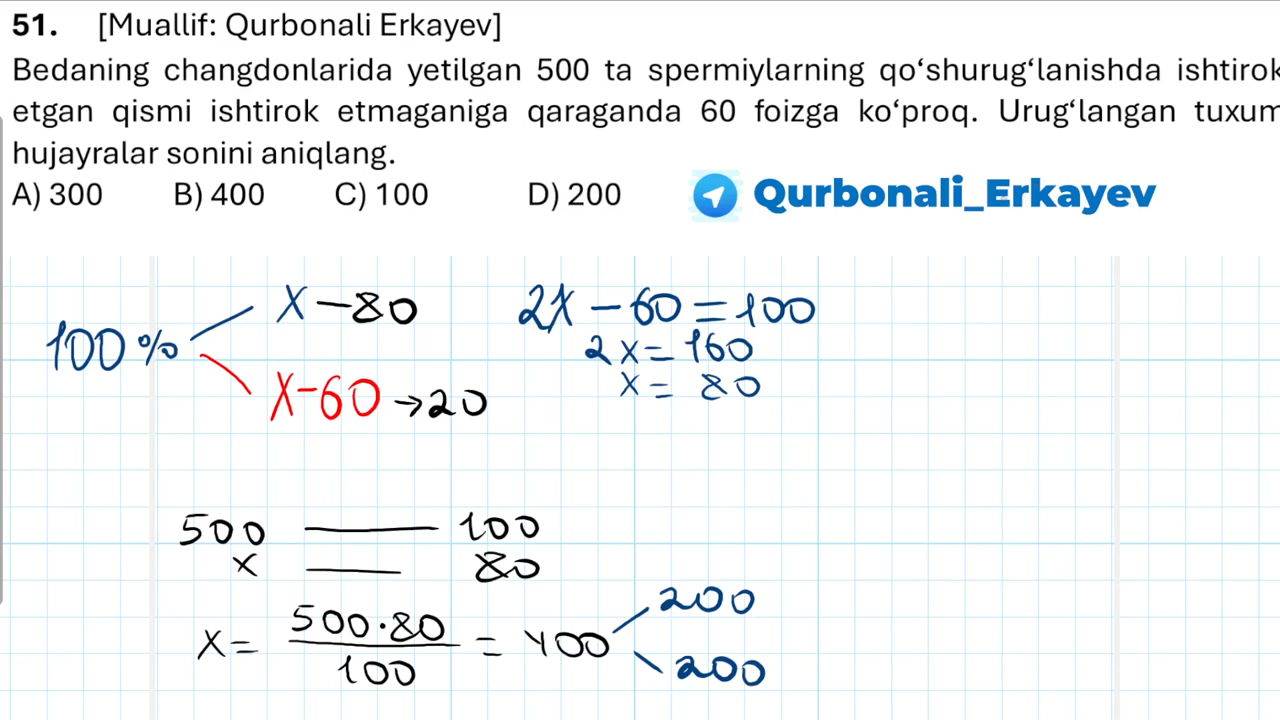 51. [Muallif: Qurbonali Erkayev]
Bedaning changdonlarida yetilgan 500 ta spermiylarning qo‘shurug‘lanishda ishtirok
etgan qismi ishtirok etmaganiga qaraganda 60 foizga ko‘proq. Urug‘langan tuxum
hujayralar sonini aniqlang.
A) 300 B) 400 C) 100 D) 200
Qurbonali_Erkayev
100 %
x – 80
x-60 → 20
2x – 60 = 100
2x = 160
x = 80
500 — 100
x — 80
x = 500·80 / 100 = 400
200
200